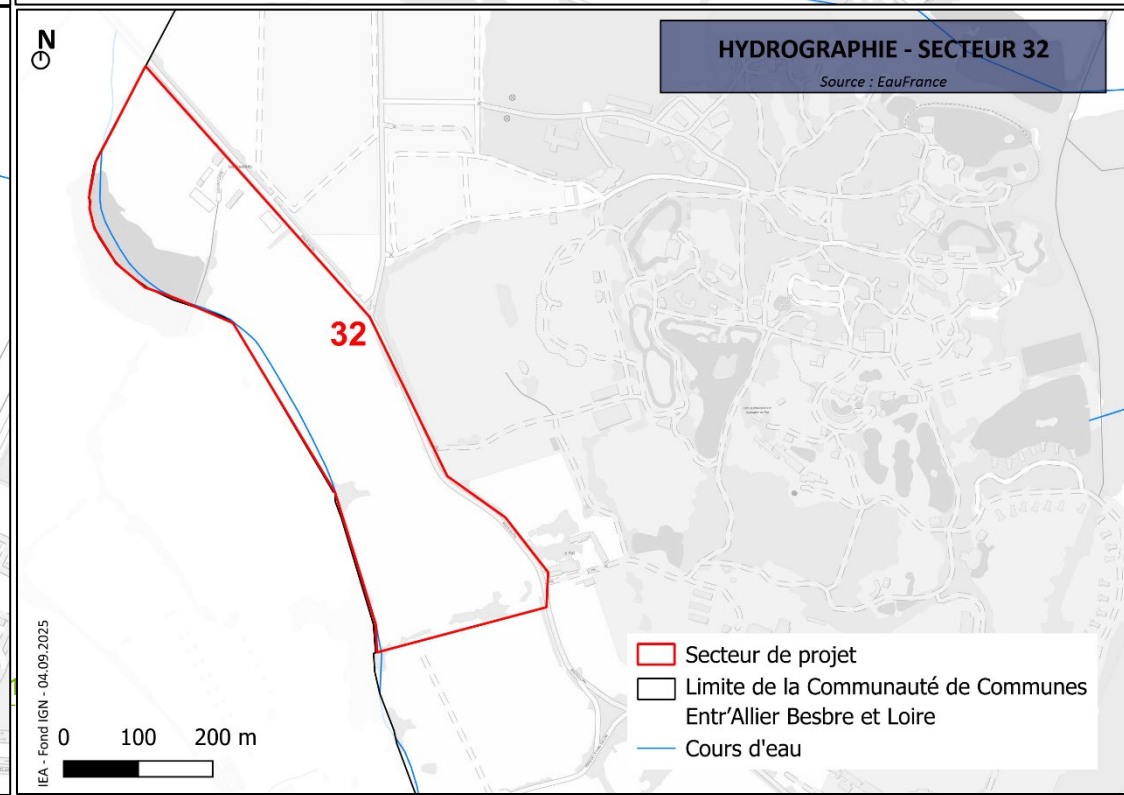 N
HYDROGRAPHIE - SECTEUR 32
Source : EauFrance
32
Secteur de projet
Limite de la Communauté de Communes
Entr'Allier Besbre et Loire
Cours d'eau
0 100 200 m
IEA - Fond IGN - 04.09.2025